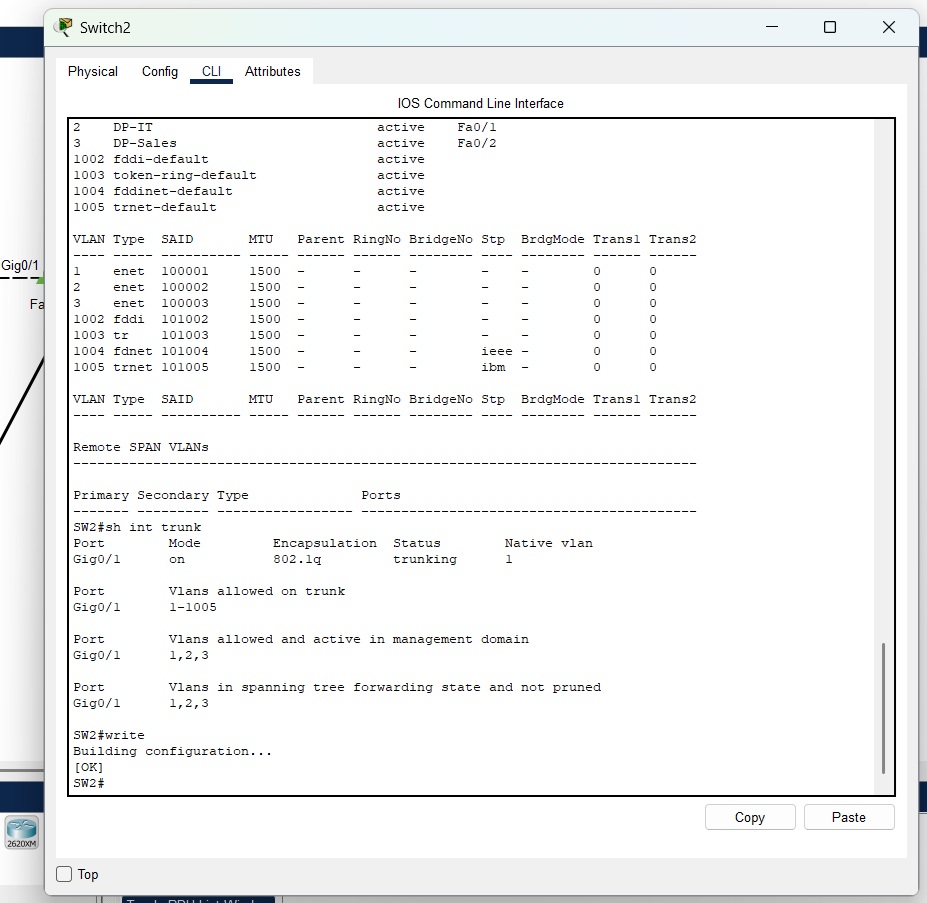 Switch2
Physical Config CLI Attributes
IOS Command Line Interface
2    DP-IT                            active    Fa0/1
3    DP-Sales                         active    Fa0/2
1002 fddi-default                     active
1003 token-ring-default               active
1004 fddinet-default                  active
1005 trnet-default                    active
VLAN Type  SAID       MTU   Parent RingNo BridgeNo Stp  BrdgMode Trans1 Trans2
---- ----- ---------- ----- ------ ------ -------- ---- -------- ------ ------
1    enet  100001     1500  -      -      -        -    -        0      0
2    enet  100002     1500  -      -      -        -    -        0      0
3    enet  100003     1500  -      -      -        -    -        0      0
1002 fddi  101002     1500  -      -      -        -    -        0      0
1003 tr    101003     1500  -      -      -        -    -        0      0
1004 fdnet 101004     1500  -      -      -        ieee -        0      0
1005 trnet 101005     1500  -      -      -        ibm  -        0      0
VLAN Type  SAID       MTU   Parent RingNo BridgeNo Stp  BrdgMode Trans1 Trans2
---- ----- ---------- ----- ------ ------ -------- ---- -------- ------ ------
Remote SPAN VLANs
------------------------------------------------------------------------------
Primary Secondary Type              Ports
------- --------- ----------------- ------------------------------------------
SW2#sh int trunk
Port        Mode         Encapsulation  Status        Native vlan
Gig0/1      on           802.1q         trunking      1
Port        Vlans allowed on trunk
Gig0/1      1-1005
Port        Vlans allowed and active in management domain
Gig0/1      1,2,3
Port        Vlans in spanning tree forwarding state and not pruned
Gig0/1      1,2,3
SW2#write
Building configuration...
[OK]
SW2#
Copy Paste
Top
Gig0/1
Fa
2620XM